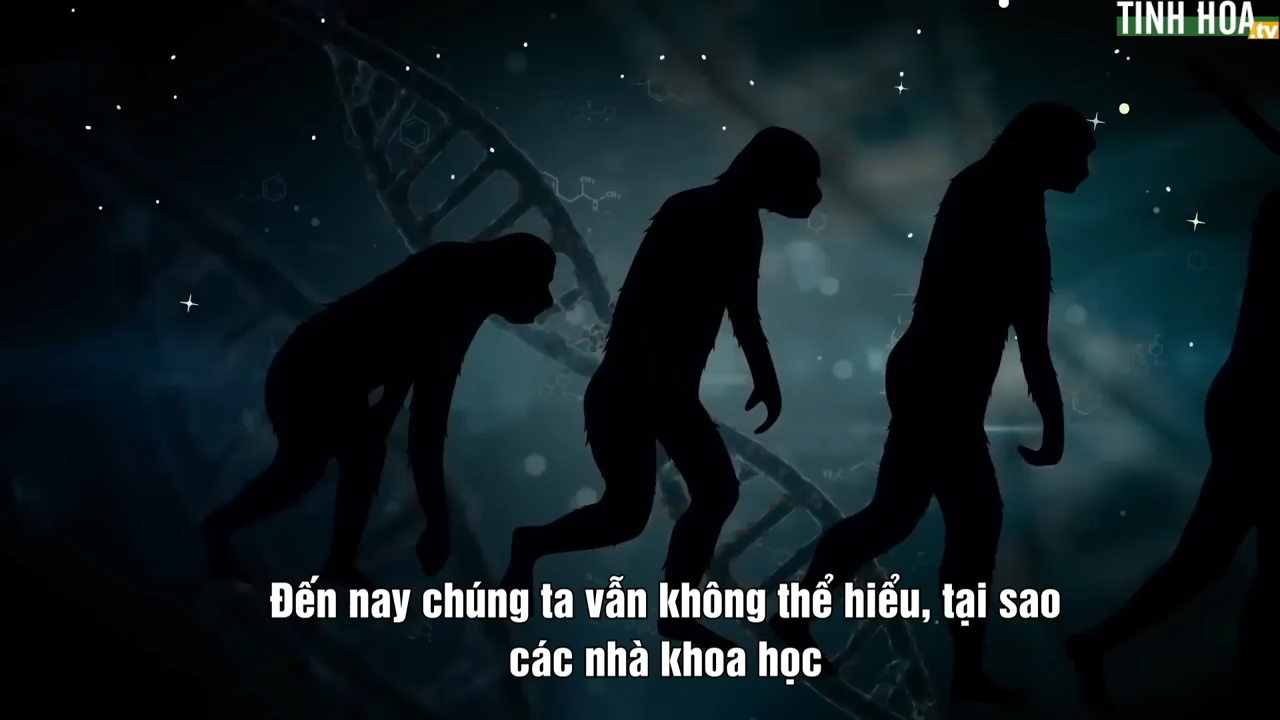 TINH HOA
.tv
Đến nay chúng ta vẫn không thể hiểu, tại sao
các nhà khoa học